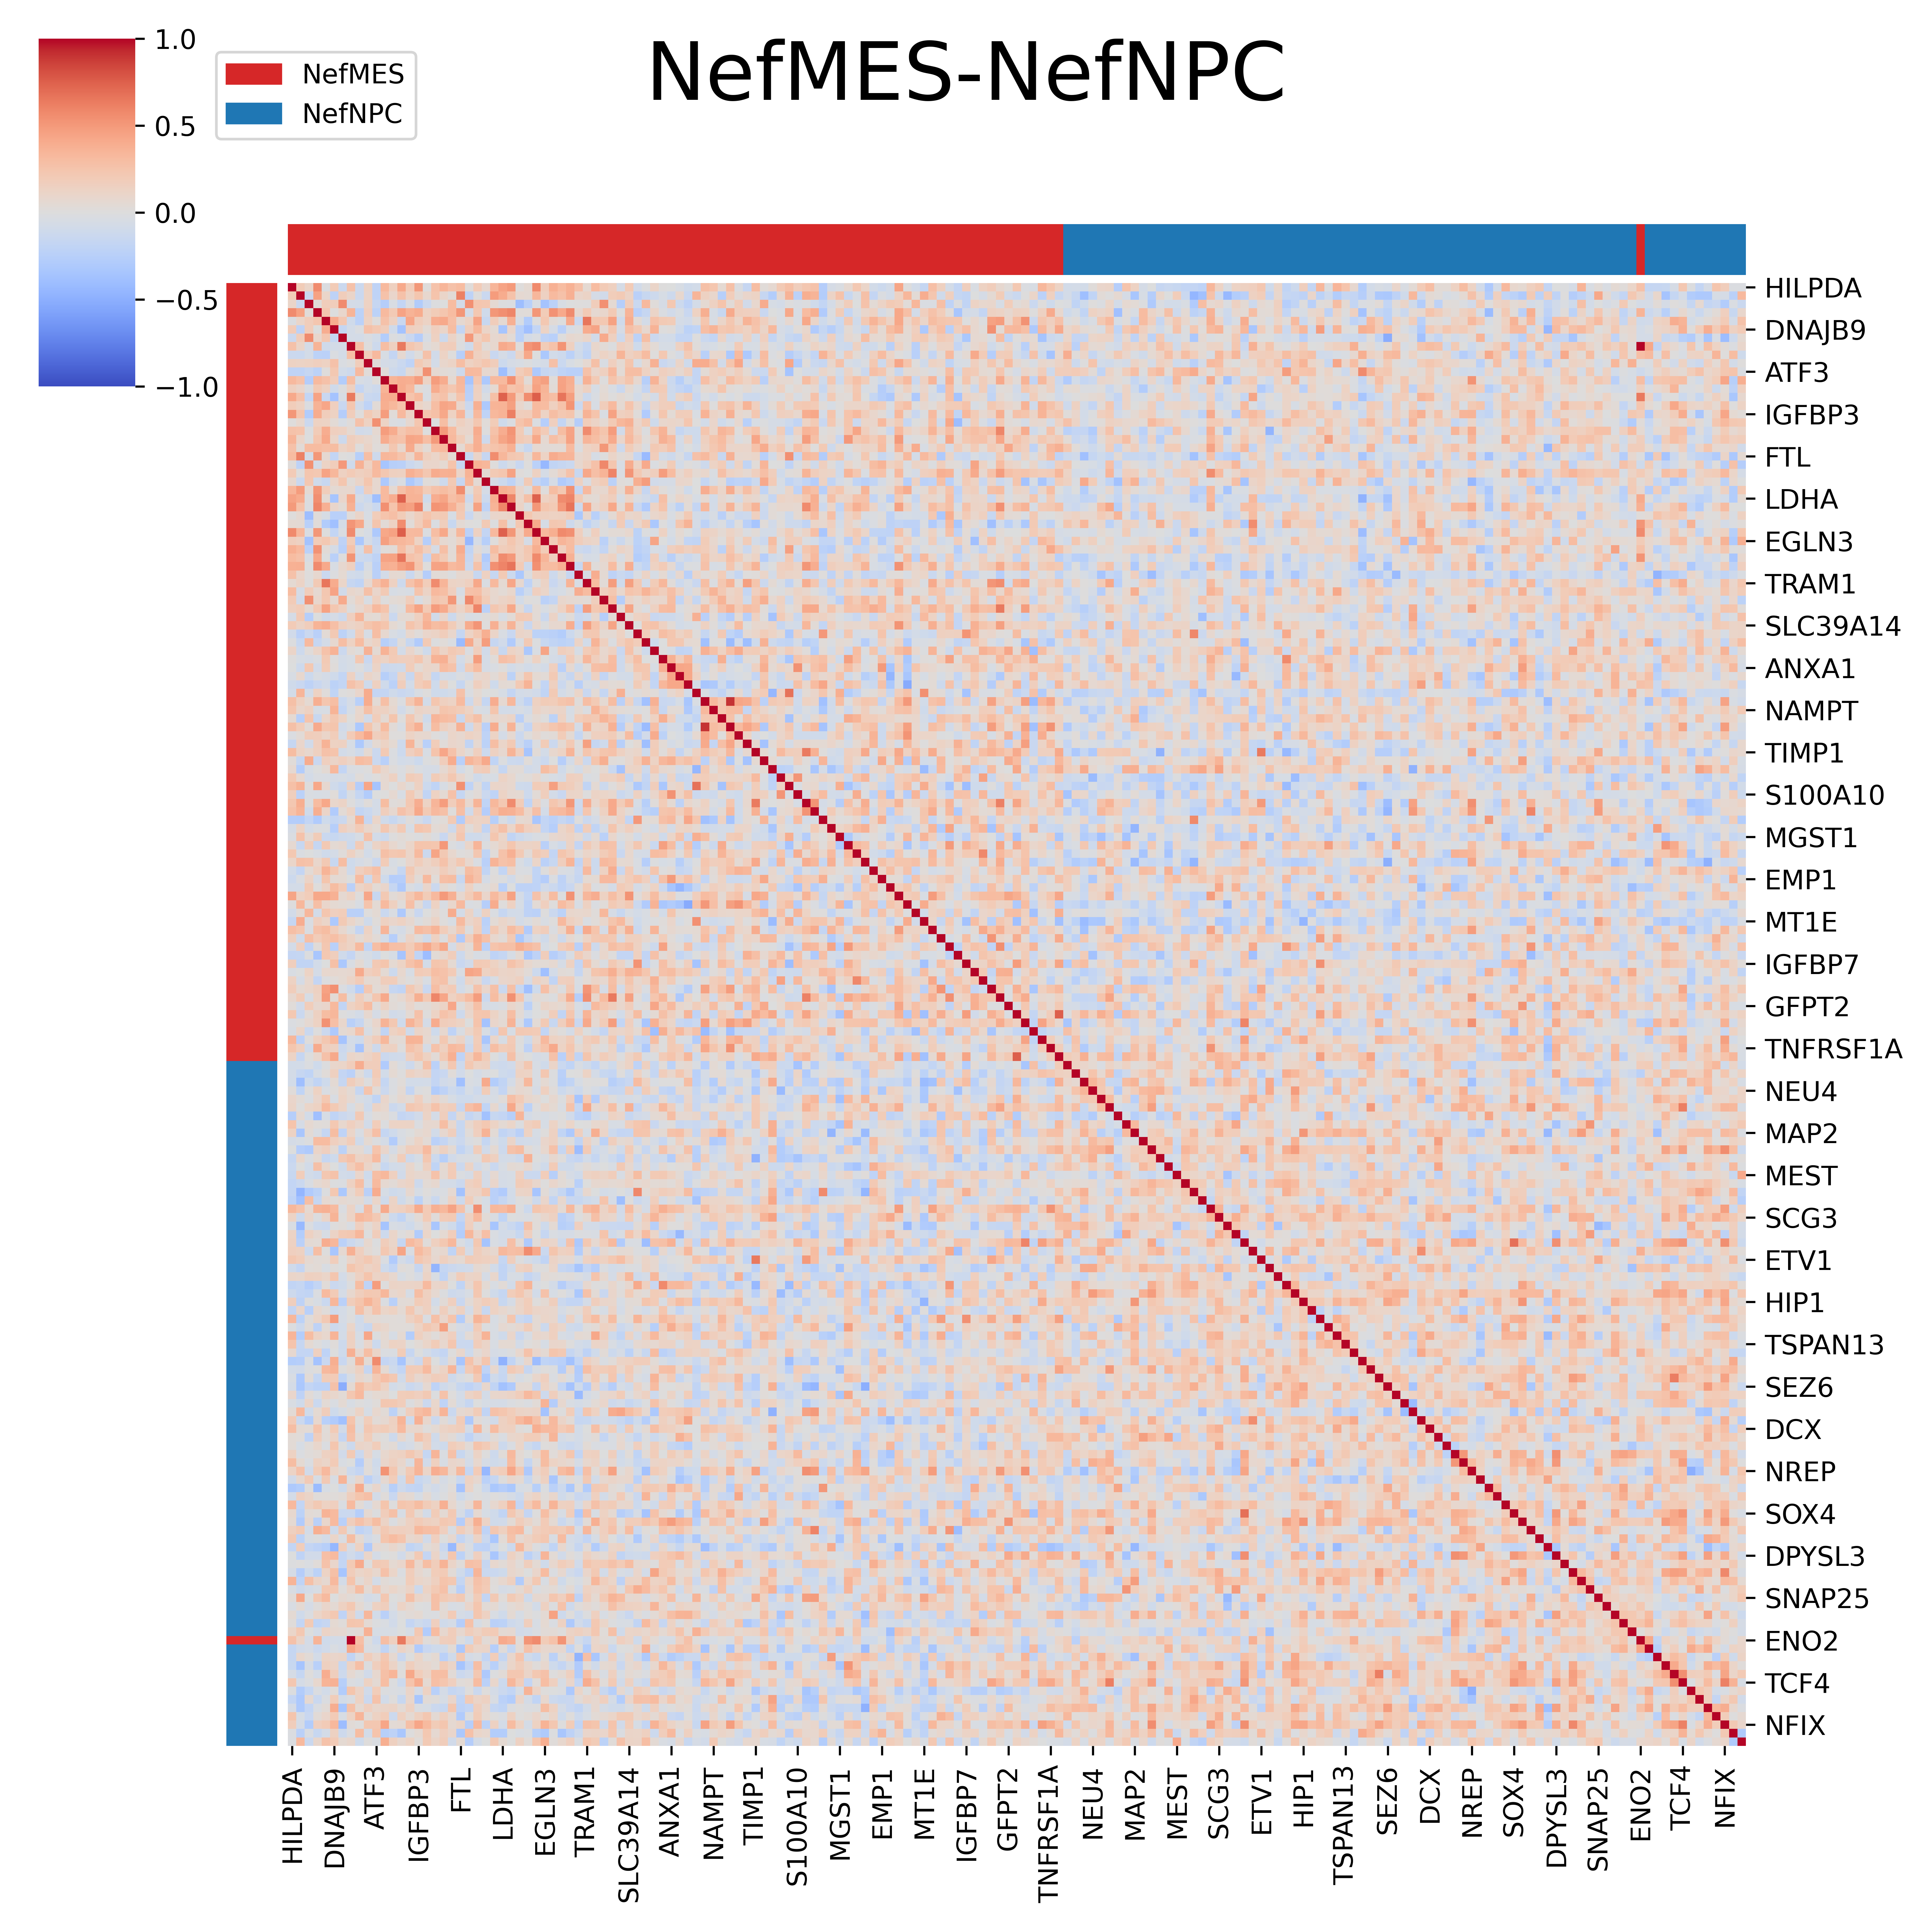 NefMES-NefNPC
1.0
0.5
0.0
−0.5
−1.0
NefMES
NefNPC
HILPDA
DNAJB9
ATF3
IGFBP3
FTL
LDHA
EGLN3
TRAM1
SLC39A14
ANXA1
NAMPT
TIMP1
S100A10
MGST1
EMP1
MT1E
IGFBP7
GFPT2
TNFRSF1A
NEU4
MAP2
MEST
SCG3
ETV1
HIP1
TSPAN13
SEZ6
DCX
NREP
SOX4
DPYSL3
SNAP25
ENO2
TCF4
NFIX
HILPDA
DNAJB9
ATF3
IGFBP3
FTL
LDHA
EGLN3
TRAM1
SLC39A14
ANXA1
NAMPT
TIMP1
S100A10
MGST1
EMP1
MT1E
IGFBP7
GFPT2
TNFRSF1A
NEU4
MAP2
MEST
SCG3
ETV1
HIP1
TSPAN13
SEZ6
DCX
NREP
SOX4
DPYSL3
SNAP25
ENO2
TCF4
NFIX